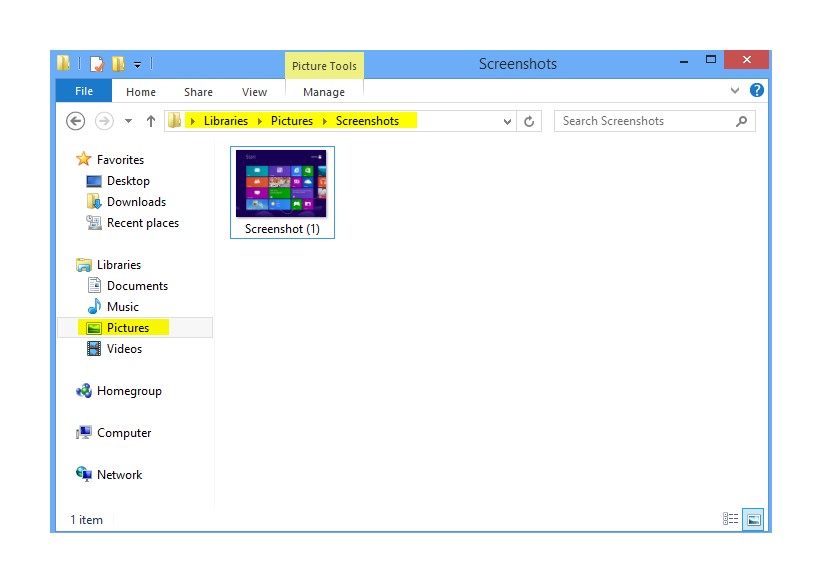 Picture Tools
Screenshots
File
Home
Share
View
Manage
Libraries
Pictures
Screenshots
Search Screenshots
Favorites
Desktop
Downloads
Recent places
Libraries
Documents
Music
Pictures
Videos
Homegroup
Computer
Network
Screenshot (1)
1 item